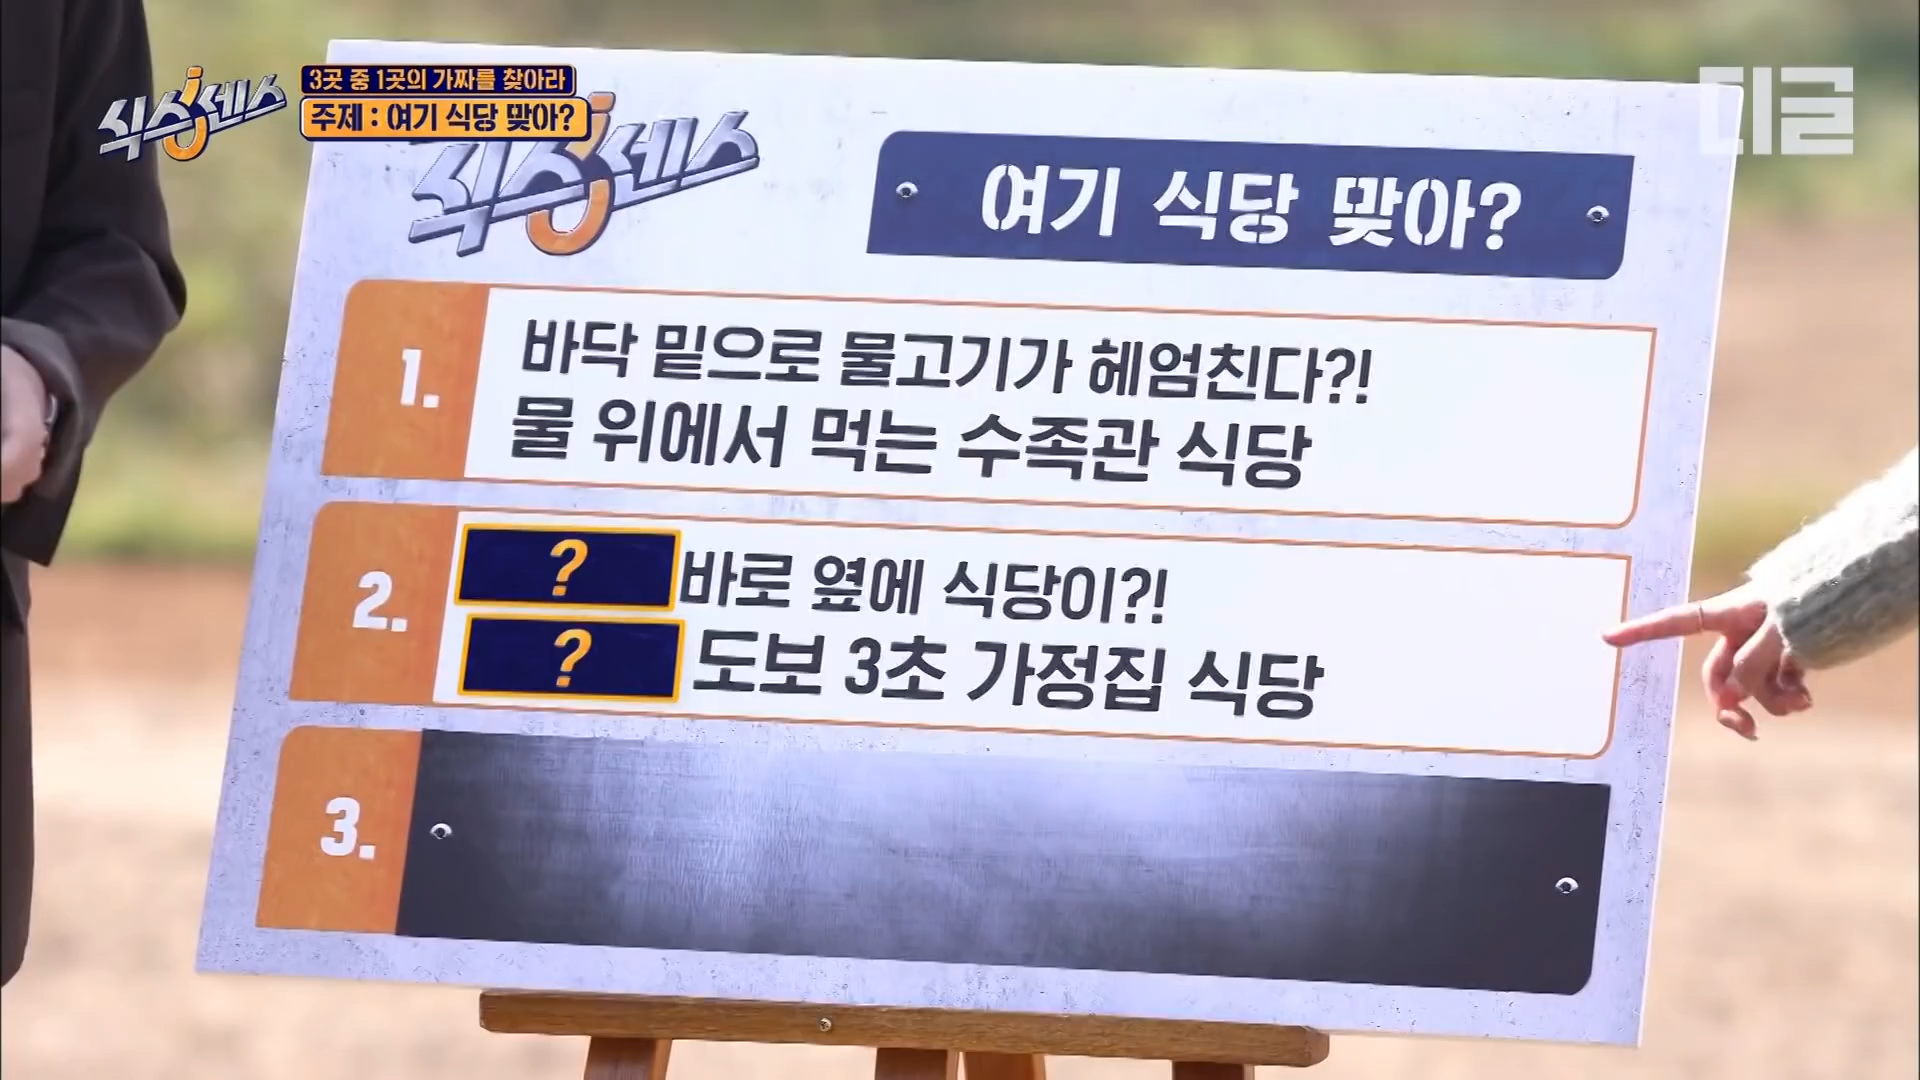 식스센스
3곳 중 1곳의 가짜를 찾아라
주제 : 여기 식당 맞아?
디글
식스센스
여기 식당 맞아?
1.
바닥 밑으로 물고기가 헤엄친다?!
물 위에서 먹는 수족관 식당
2.
? 바로 옆에 식당이?!
? 도보 3초 가정집 식당
3.